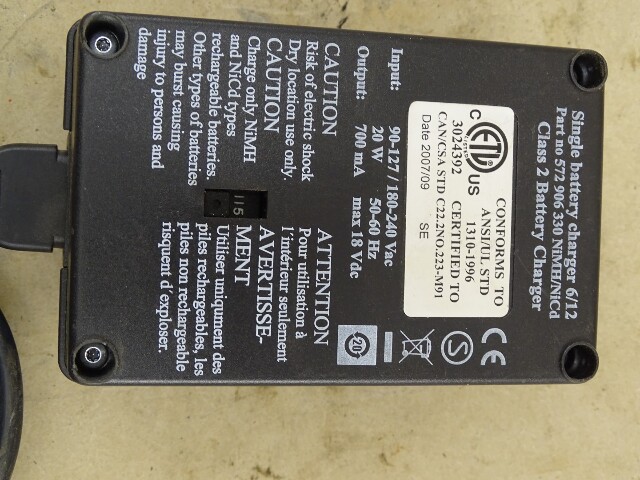 Single battery charger 6/12
Part no 572 906 330 NiMH/NiCd
Class 2 Battery Charger
CONFORMS TO
ANSI/UL STD
1310-1996
CERTIFIED TO
CAN/CSA STD C22.2NO.223-M91
C ETL US
LISTED
3024392
Date 2007/09
SE
CE
S
20
Input: 90-127 / 180-240 Vac
20 W 50-60 Hz
Output: 700 mA max 18 Vdc
CAUTION
Risk of electric shock
Dry location use only
CAUTION
Charge only NiMH
and NiCd types
rechargeable batteries.
Other types of batteries
may burst causing
injury to persons and
damage
115
ATTENTION
Pour utilisation à
l'intérieur seulement
AVERTISSE-
MENT
Utiliser uniqument des
piles rechargeables, les
piles non rechargeable
risquent d'exploser.